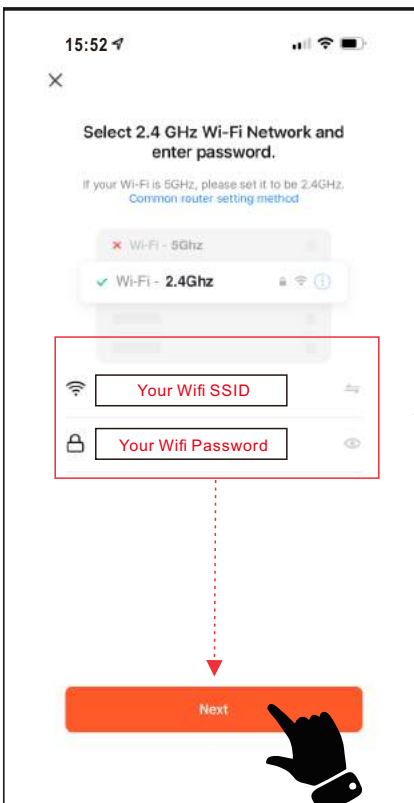 15:52
Select 2.4 GHz Wi-Fi Network and
enter password.
If your Wi-Fi is 5GHz, please set it to be 2.4GHz.
Common router setting method
Wi-Fi - 5Ghz
Wi-Fi - 2.4Ghz
Your Wifi SSID
Your Wifi Password
Next